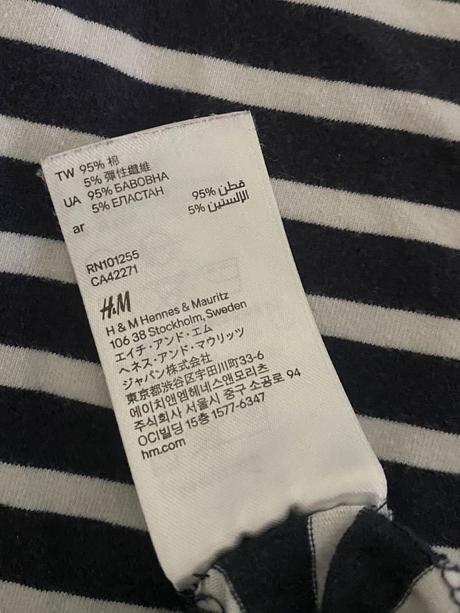 TW 95% 棉
5% 彈性纖維
UA 95% БАВОВНА
5% ЕЛАСТАН
ar 95% قطن
5% الإلستين
RN101255
CA42271
H&M
H & M Hennes & Mauritz
106 38 Stockholm, Sweden
エイチ・アンド・エム
ヘネス・アンド・マウリッツ
ジャパン株式会社
東京都渋谷区宇田川町33-6
에이치앤엠헤네스앤모리츠
주식회사 서울시 중구 소공로 94
OCI빌딩 15층 1577-6347
hm.com